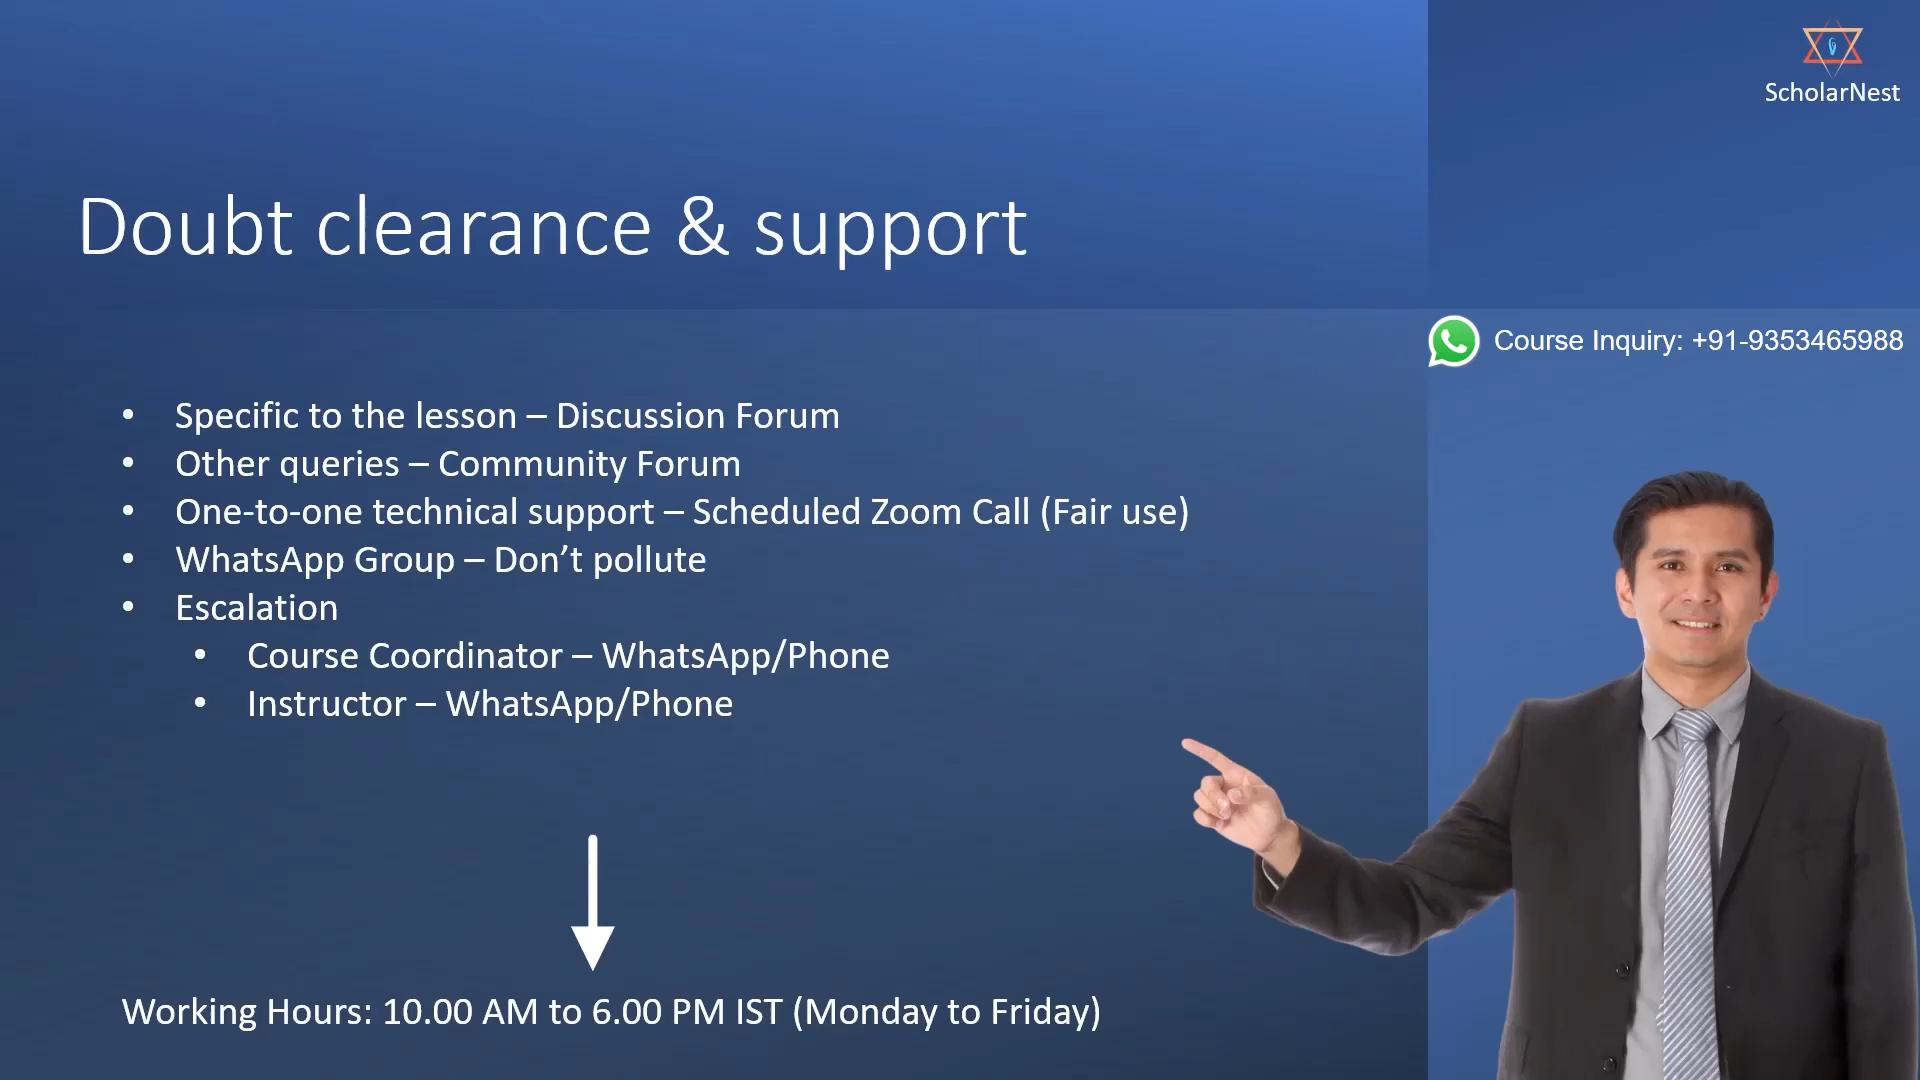 ScholarNest
Doubt clearance & support
Course Inquiry: +91-9353465988
• Specific to the lesson – Discussion Forum
• Other queries – Community Forum
• One-to-one technical support – Scheduled Zoom Call (Fair use)
• WhatsApp Group – Don’t pollute
• Escalation
• Course Coordinator – WhatsApp/Phone
• Instructor – WhatsApp/Phone
Working Hours: 10.00 AM to 6.00 PM IST (Monday to Friday)